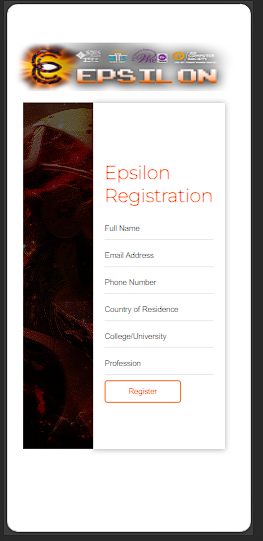 EPSILON
Epsilon
Registration
Full Name
Email Address
Phone Number
Country of Residence
College/University
Profession
Register